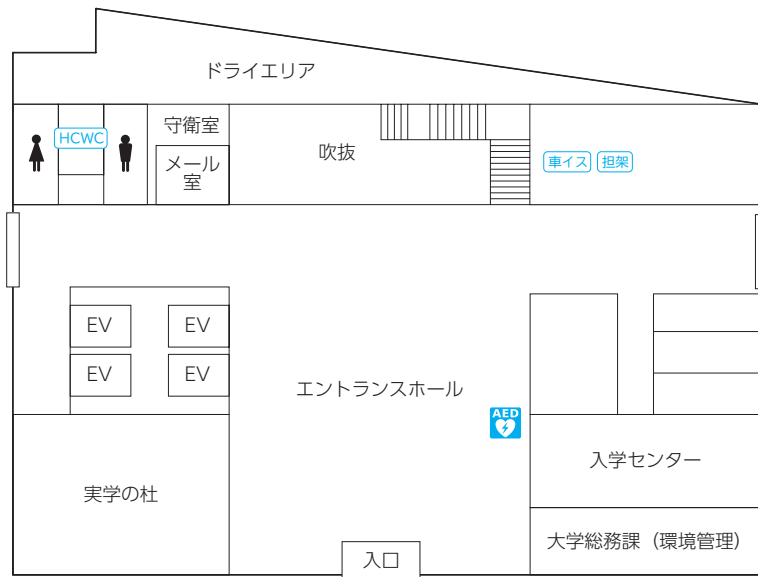 ドライエリア
HCWC
守衛室
メール
室
吹抜
車イス
担架
EV
EV
EV
EV
エントランスホール
AED
入学センター
実学の杜
大学総務課（環境管理）
入口